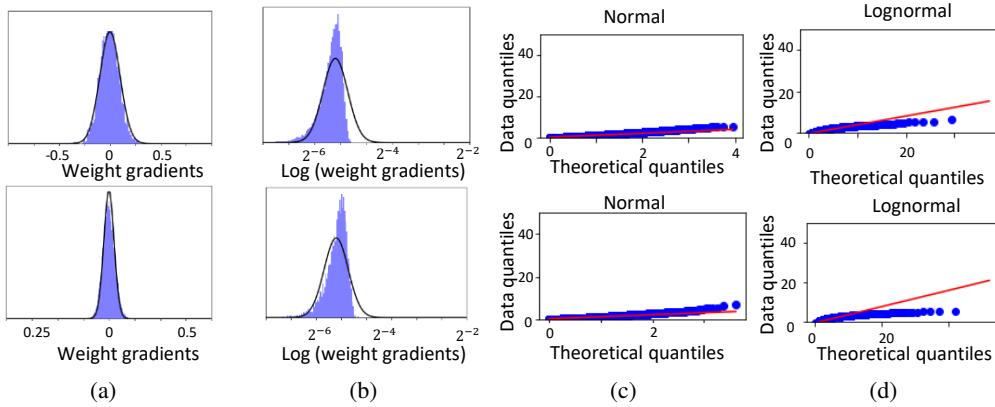 -0.5 0 0.5
Weight gradients
2⁻⁶ 2⁻⁴ 2⁻²
Log (weight gradients)
Normal
Data quantiles
40
20
0
0 2 4
Theoretical quantiles
Lognormal
Data quantiles
40
20
0
0 20
Theoretical quantiles
0.25 0 0.5
Weight gradients
2⁻⁶ 2⁻⁴ 2⁻²
Log (weight gradients)
Normal
Data quantiles
40
20
0
0 2
Theoretical quantiles
Lognormal
Data quantiles
40
20
0
0 20
Theoretical quantiles
(a) (b) (c) (d)